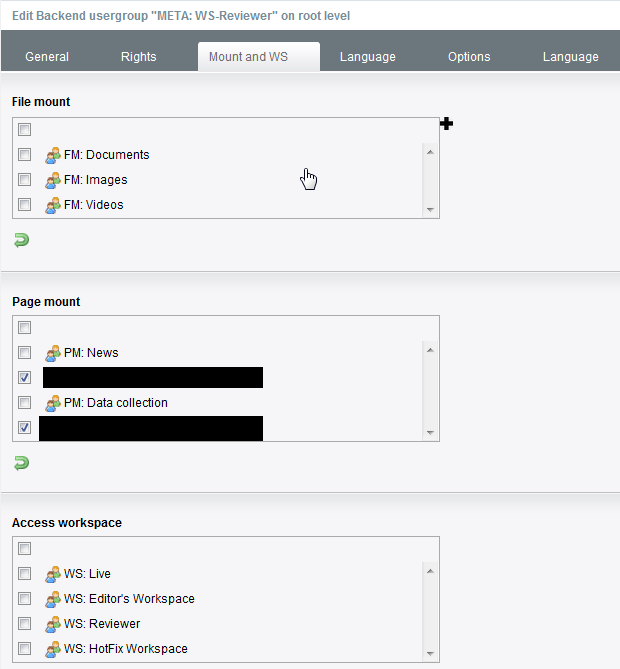 Edit Backend usergroup "META: WS-Reviewer" on root level
General Rights Mount and WS Language Options Language
File mount
FM: Documents
FM: Images
FM: Videos
Page mount
PM: News
PM: Data collection
Access workspace
WS: Live
WS: Editor's Workspace
WS: Reviewer
WS: HotFix Workspace